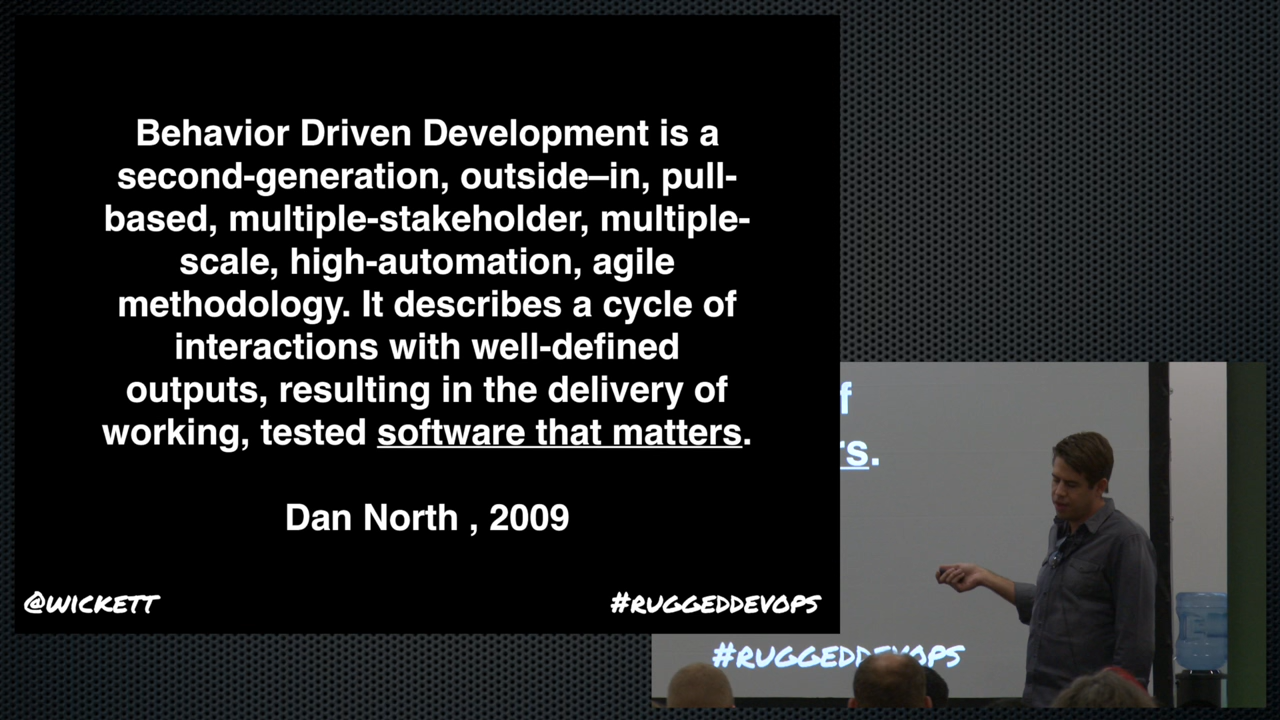 Behavior Driven Development is a
second-generation, outside–in, pull-
based, multiple-stakeholder, multiple-
scale, high-automation, agile
methodology. It describes a cycle of
interactions with well-defined
outputs, resulting in the delivery of
working, tested software that matters.
Dan North , 2009
@WICKETT
#RUGGEDDEVOPS
f
rs.
#RUGGEDDEVOPS